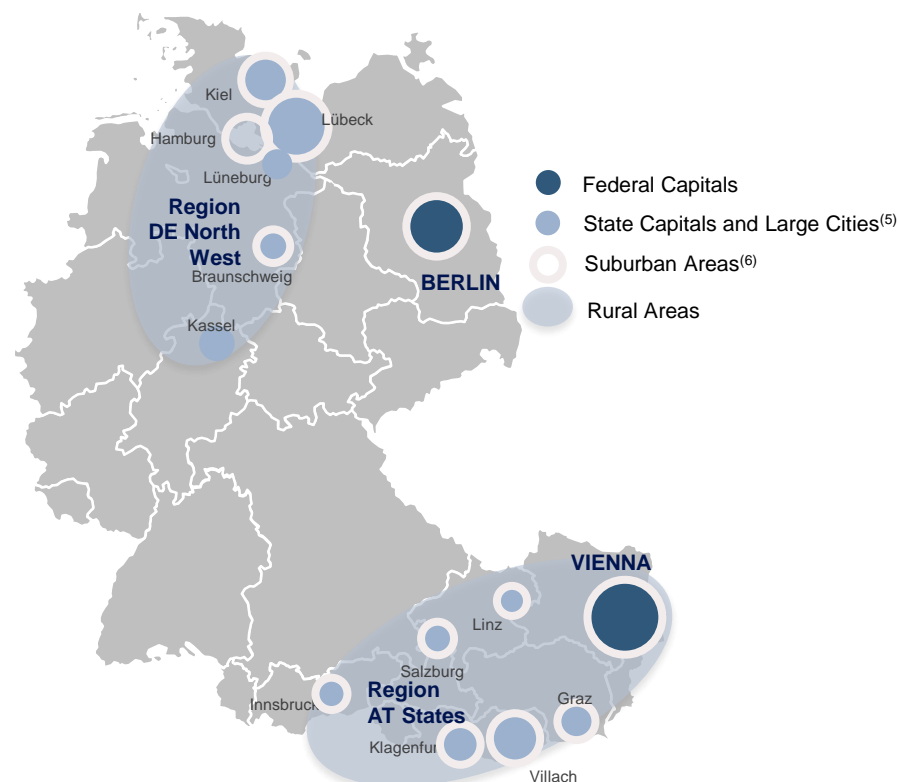 Kiel
Lübeck
Hamburg
Lüneburg
Region
DE North
West
Braunschweig
Kassel
BERLIN
Federal Capitals
State Capitals and Large Cities(5)
Suburban Areas(6)
Rural Areas
VIENNA
Linz
Salzburg
Innsbruck
Region
AT States
Graz
Klagenfur
Villach